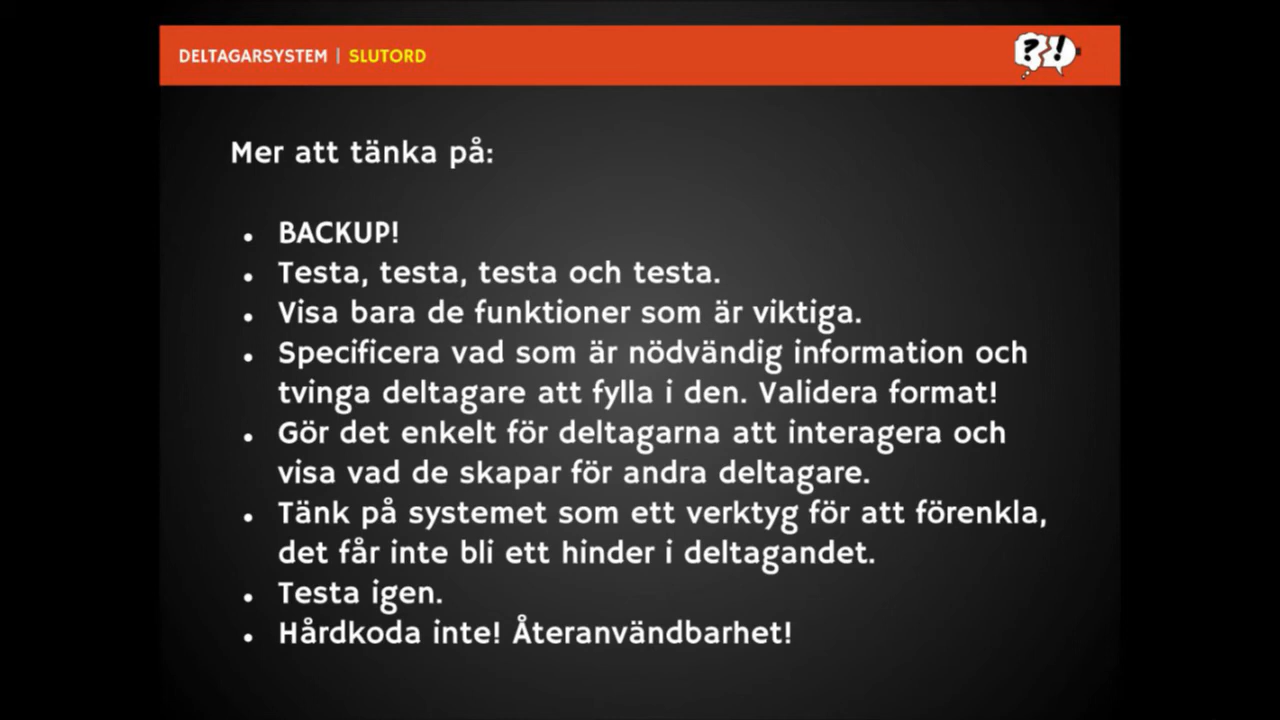 DELTAGARSYSTEM | SLUTORD
?!
Mer att tänka på:
• BACKUP!
• Testa, testa, testa och testa.
• Visa bara de funktioner som är viktiga.
• Specificera vad som är nödvändig information och
tvinga deltagare att fylla i den. Validera format!
• Gör det enkelt för deltagarna att interagera och
visa vad de skapar för andra deltagare.
• Tänk på systemet som ett verktyg för att förenkla,
det får inte bli ett hinder i deltagandet.
• Testa igen.
• Hårdkoda inte! Återanvändbarhet!